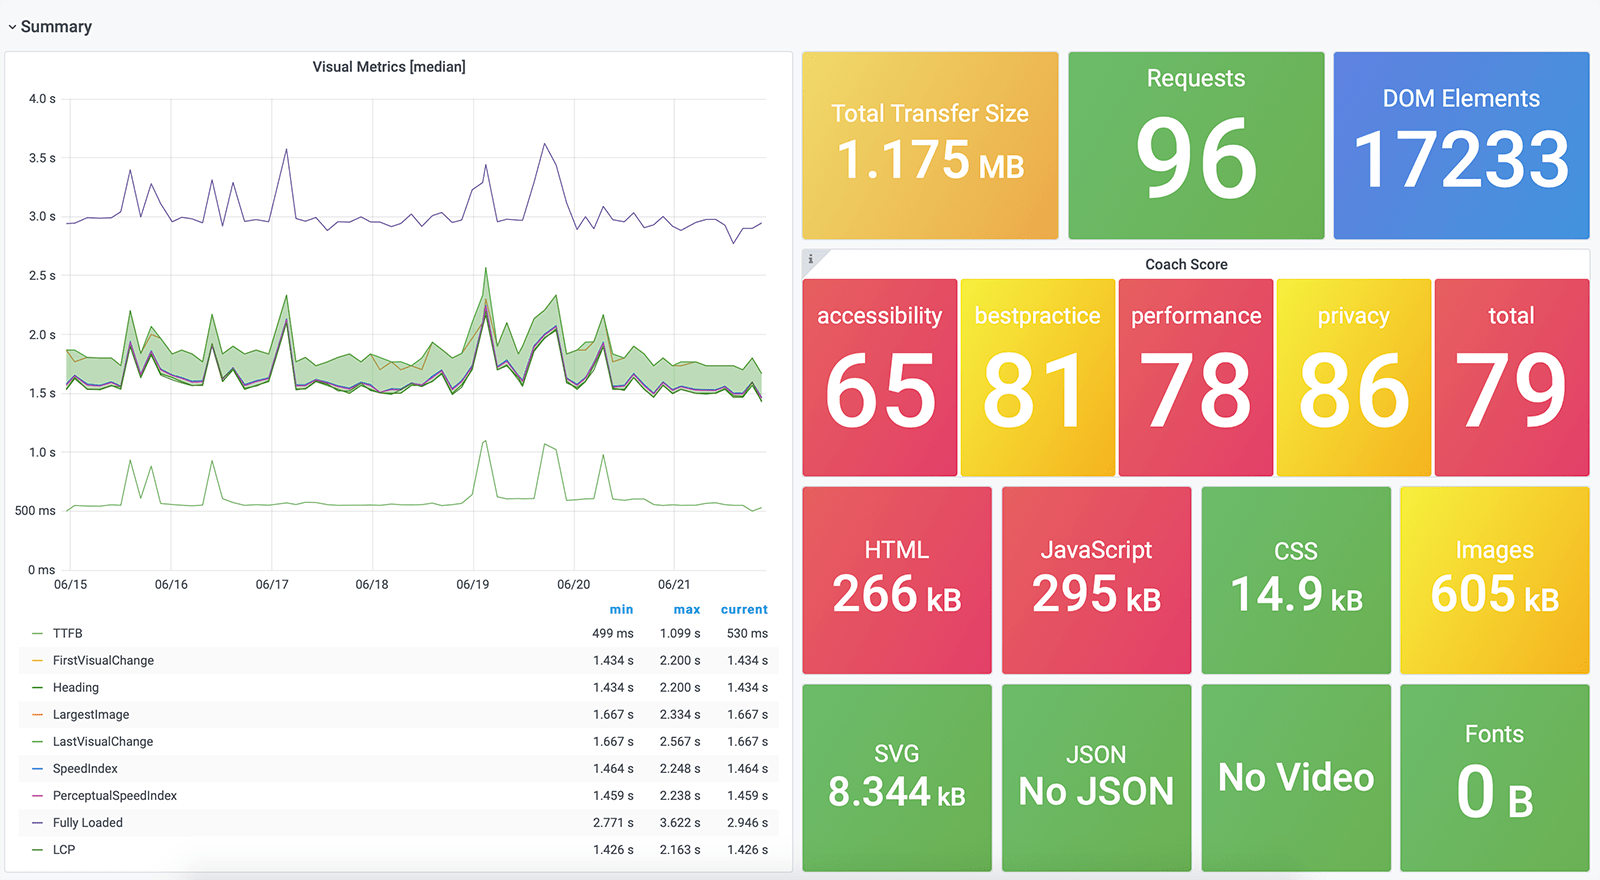 Summary
Visual Metrics [median]
4.0 s
3.5 s
3.0 s
2.5 s
2.0 s
1.5 s
1.0 s
500 ms
0 ms
06/15 06/16 06/17 06/18 06/19 06/20 06/21
min max current
TTFB 499 ms 1.099 s 530 ms
FirstVisualChange 1.434 s 2.200 s 1.434 s
Heading 1.434 s 2.200 s 1.434 s
LargestImage 1.667 s 2.334 s 1.667 s
LastVisualChange 1.667 s 2.567 s 1.667 s
SpeedIndex 1.464 s 2.248 s 1.464 s
PerceptualSpeedIndex 1.459 s 2.238 s 1.459 s
Fully Loaded 2.771 s 3.622 s 2.946 s
LCP 1.426 s 2.163 s 1.426 s
Total Transfer Size
1.175 MB
Requests
96
DOM Elements
17233
i
Coach Score
accessibility
65
bestpractice
81
performance
78
privacy
86
total
79
HTML
266 kB
JavaScript
295 kB
CSS
14.9 kB
Images
605 kB
SVG
8.344 kB
JSON
No JSON
No Video
Fonts
0 B